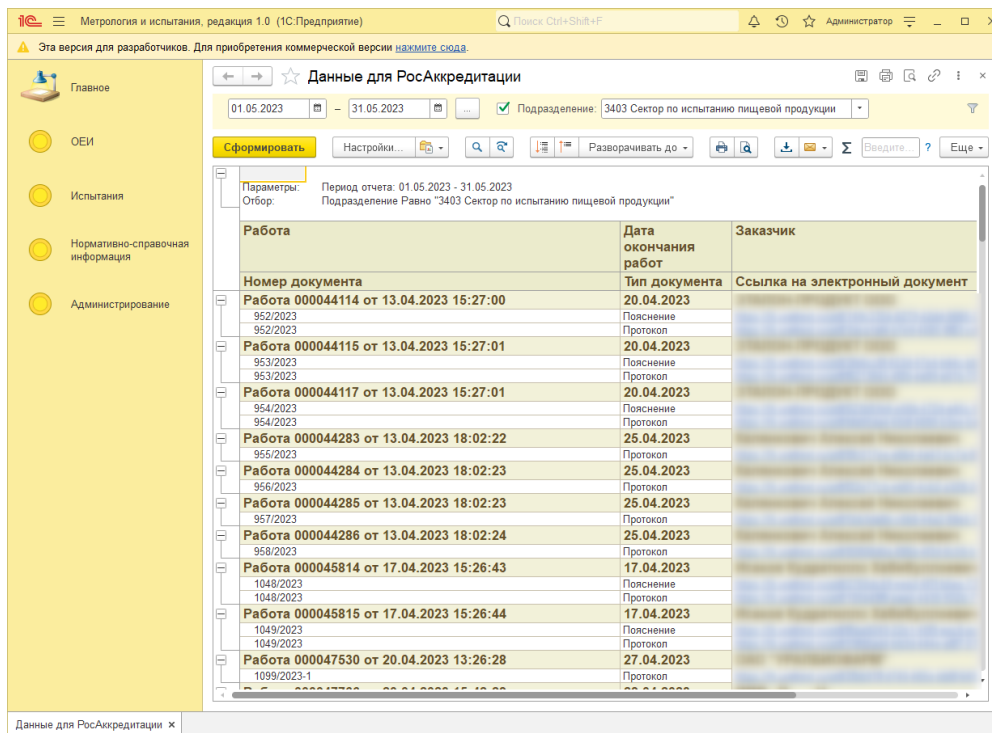 1С Метрология и испытания, редакция 1.0 (1С:Предприятие) Поиск Ctrl+Shift+F Администратор
Эта версия для разработчиков. Для приобретения коммерческой версии нажмите сюда.
Главное
ОЕИ
Испытания
Нормативно-справочная
информация
Администрирование
Данные для РосАккредитации
01.05.2023 – 31.05.2023 ... Подразделение: 3403 Сектор по испытанию пищевой продукции
Сформировать Настройки... Разворачивать до Σ Введите... ? Еще
Параметры: Период отчета: 01.05.2023 - 31.05.2023
Отбор: Подразделение Равно "3403 Сектор по испытанию пищевой продукции"
Работа Дата окончания работ Заказчик
Номер документа Тип документа Ссылка на электронный документ
Работа 000044114 от 13.04.2023 15:27:00 20.04.2023
952/2023 Пояснение
952/2023 Протокол
Работа 000044115 от 13.04.2023 15:27:01 20.04.2023
953/2023 Пояснение
953/2023 Протокол
Работа 000044117 от 13.04.2023 15:27:01 20.04.2023
954/2023 Пояснение
954/2023 Протокол
Работа 000044283 от 13.04.2023 18:02:22 25.04.2023
955/2023 Протокол
Работа 000044284 от 13.04.2023 18:02:23 25.04.2023
956/2023 Протокол
Работа 000044285 от 13.04.2023 18:02:23 25.04.2023
957/2023 Протокол
Работа 000044286 от 13.04.2023 18:02:24 25.04.2023
958/2023 Протокол
Работа 000045814 от 17.04.2023 15:26:43 17.04.2023
1048/2023 Пояснение
1048/2023 Протокол
Работа 000045815 от 17.04.2023 15:26:44 17.04.2023
1049/2023 Пояснение
1049/2023 Протокол
Работа 000047530 от 20.04.2023 13:26:28 27.04.2023
1099/2023-1 Протокол
Данные для РосАккредитации ×